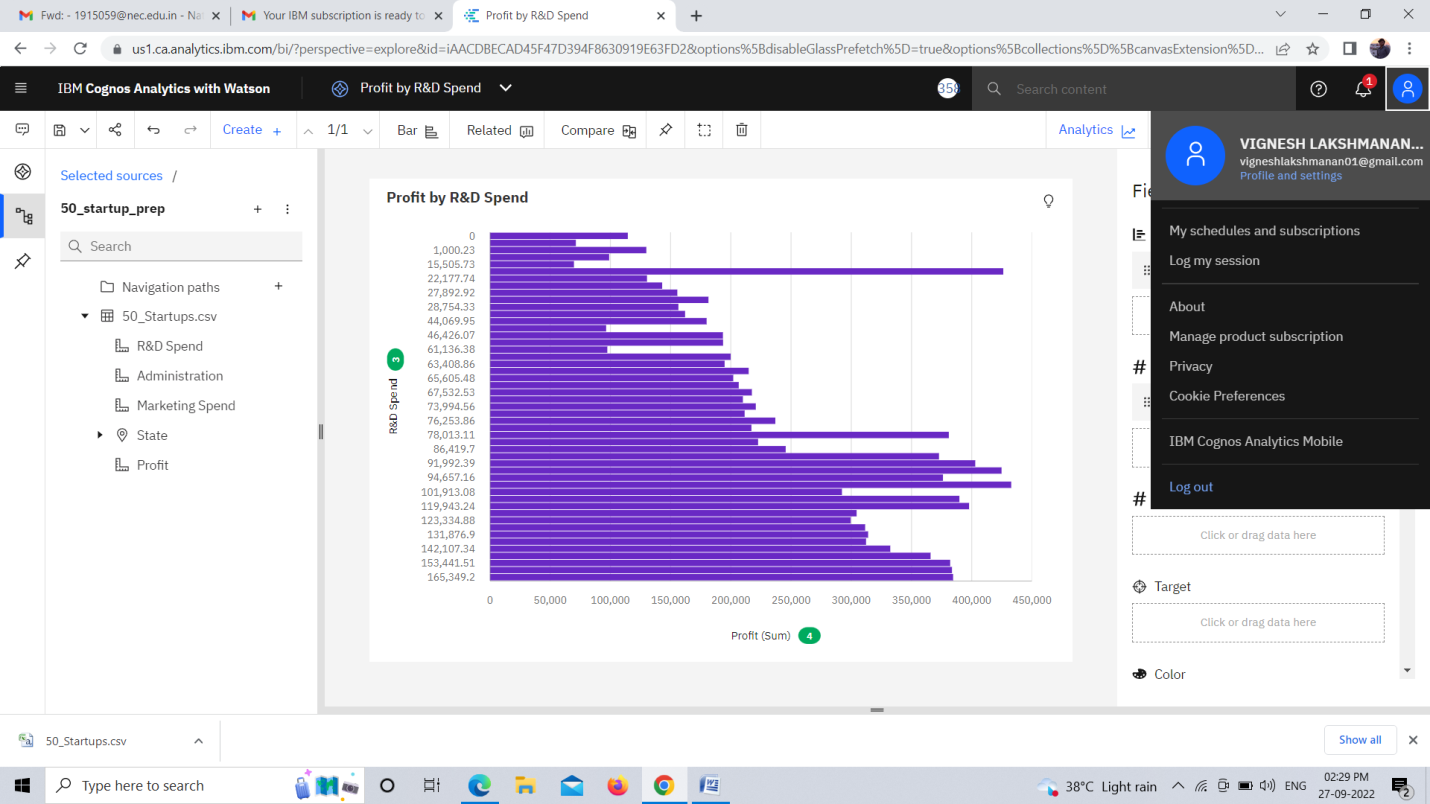 Fwd: - 1915059@nec.edu.in - Na
Your IBM subscription is ready to
Profit by R&D Spend
us1.ca.analytics.ibm.com/bi/?perspective=explore&id=iAACDBECAD45F47D394F8630919E63FD2&options%5BdisableGlassPrefetch%5D=true&options%5Bcollections%5D%5BcanvasExtension%5D...
IBM Cognos Analytics with Watson
Profit by R&D Spend
358
Search content
1
Create +
1/1
Bar
Related
Compare
Analytics
VIGNESH LAKSHMANAN...
vigneshlakshmanan01@gmail.com
Profile and settings
My schedules and subscriptions
Log my session
About
Manage product subscription
Privacy
Cookie Preferences
IBM Cognos Analytics Mobile
Log out
Selected sources /
50_startup_prep
Search
Navigation paths
50_Startups.csv
R&D Spend
Administration
Marketing Spend
State
Profit
Profit by R&D Spend
0
1,000.23
15,505.73
22,177.74
27,892.92
28,754.33
44,069.95
46,426.07
61,136.38
63,408.86
65,605.48
67,532.53
73,994.56
76,253.86
78,013.11
86,419.7
91,992.39
94,657.16
101,913.08
119,943.24
123,334.88
131,876.9
142,107.34
153,441.51
165,349.2
R&D Spend
3
0 50,000 100,000 150,000 200,000 250,000 300,000 350,000 400,000 450,000
Profit (Sum) 4
Fie
#
#
Click or drag data here
Target
Click or drag data here
Color
50_Startups.csv
Show all
Type here to search
38°C Light rain
ENG
02:29 PM
27-09-2022
2